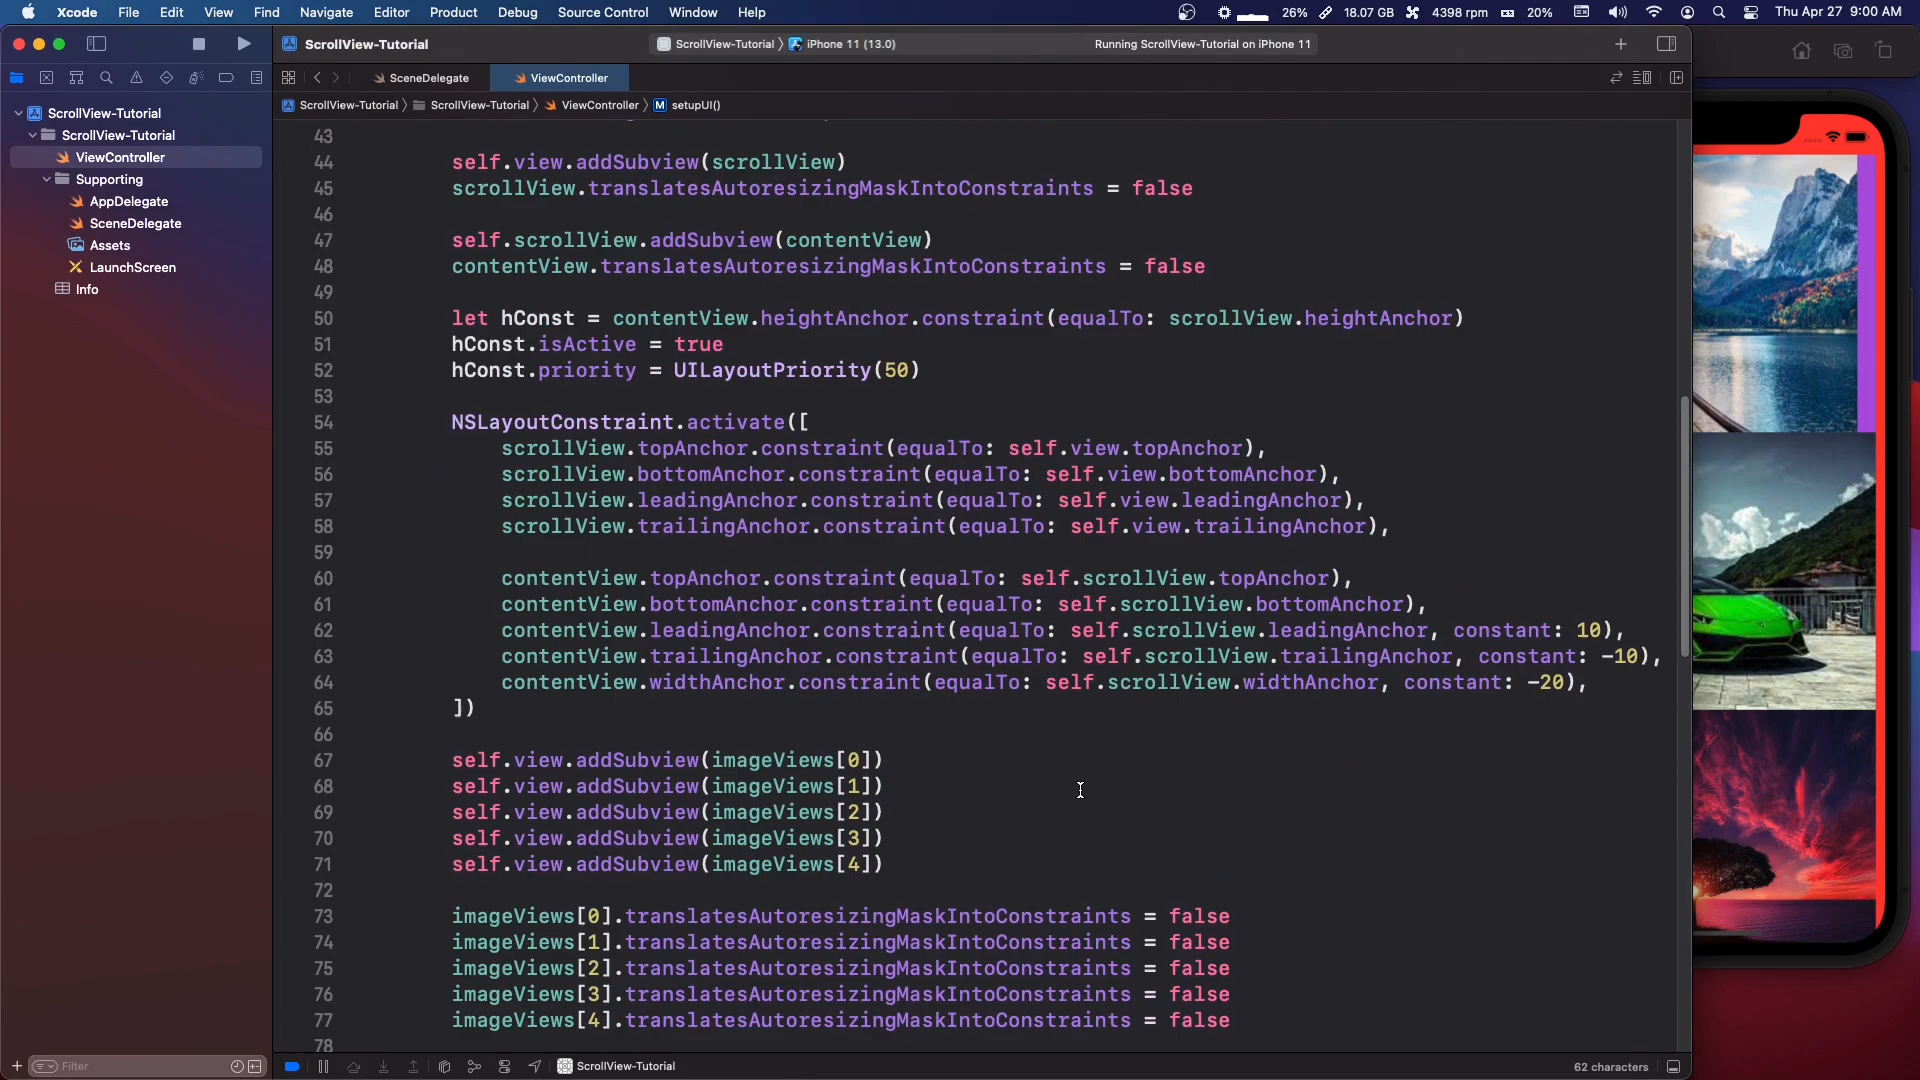 Xcode File Edit View Find Navigate Editor Product Debug Source Control Window Help 26% 18.07 GB 4398 rpm 20% Thu Apr 27 9:00 AM
ScrollView-Tutorial ScrollView-Tutorial iPhone 11 (13.0) Running ScrollView-Tutorial on iPhone 11
SceneDelegate ViewController
ScrollView-Tutorial ScrollView-Tutorial ViewController M setupUI()
ScrollView-Tutorial
ScrollView-Tutorial
ViewController
Supporting
AppDelegate
SceneDelegate
Assets
LaunchScreen
Info
43
44 self.view.addSubview(scrollView)
45 scrollView.translatesAutoresizingMaskIntoConstraints = false
46
47 self.scrollView.addSubview(contentView)
48 contentView.translatesAutoresizingMaskIntoConstraints = false
49
50 let hConst = contentView.heightAnchor.constraint(equalTo: scrollView.heightAnchor)
51 hConst.isActive = true
52 hConst.priority = UILayoutPriority(50)
53
54 NSLayoutConstraint.activate([
55 scrollView.topAnchor.constraint(equalTo: self.view.topAnchor),
56 scrollView.bottomAnchor.constraint(equalTo: self.view.bottomAnchor),
57 scrollView.leadingAnchor.constraint(equalTo: self.view.leadingAnchor),
58 scrollView.trailingAnchor.constraint(equalTo: self.view.trailingAnchor),
59
60 contentView.topAnchor.constraint(equalTo: self.scrollView.topAnchor),
61 contentView.bottomAnchor.constraint(equalTo: self.scrollView.bottomAnchor),
62 contentView.leadingAnchor.constraint(equalTo: self.scrollView.leadingAnchor, constant: 10),
63 contentView.trailingAnchor.constraint(equalTo: self.scrollView.trailingAnchor, constant: -10),
64 contentView.widthAnchor.constraint(equalTo: self.scrollView.widthAnchor, constant: -20),
65 ])
66
67 self.view.addSubview(imageViews[0])
68 self.view.addSubview(imageViews[1])
69 self.view.addSubview(imageViews[2])
70 self.view.addSubview(imageViews[3])
71 self.view.addSubview(imageViews[4])
72
73 imageViews[0].translatesAutoresizingMaskIntoConstraints = false
74 imageViews[1].translatesAutoresizingMaskIntoConstraints = false
75 imageViews[2].translatesAutoresizingMaskIntoConstraints = false
76 imageViews[3].translatesAutoresizingMaskIntoConstraints = false
77 imageViews[4].translatesAutoresizingMaskIntoConstraints = false
78
Filter ScrollView-Tutorial 62 characters